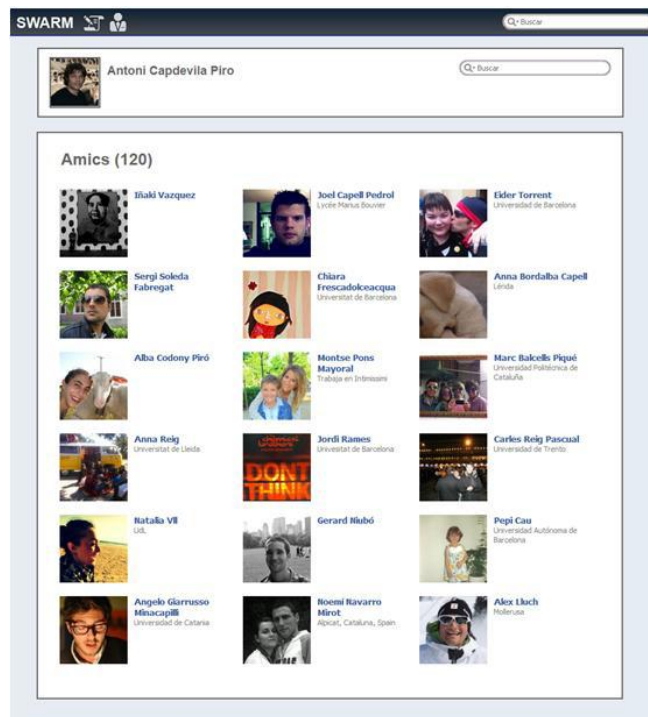 SWARM
Buscar
Antoni Capdevila Piro
Buscar
Amics (120)
Iñaki Vazquez
Joel Capell Pedrol
Lycée Marius Bouvier
Eider Torrent
Universidad de Barcelona
Sergi Soleda
Fabregat
Chiara
Frescadolceacqua
Universitat de Barcelona
Anna Bordalba Capell
Lérida
Alba Codony Piró
Montse Pons
Mayoral
Trabaja en Intimissimi
Marc Balcells Piqué
Universidad Politécnica de
Cataluña
Anna Reig
Universitat de Lleida
Jordi Rames
Univesitat de Barcelona
DONT
THINK
Carles Reig Pascual
Universidad de Trento
Natalia Vll
UdL
Gerard Niubó
Pepi Cau
Universidad Autónoma de
Barcelona
Angelo Giarrusso
Minacapilli
Universidad de Catania
Noemí Navarro
Mirot
Alpicat, Cataluna, Spain
Alex Lluch
Mollerusa